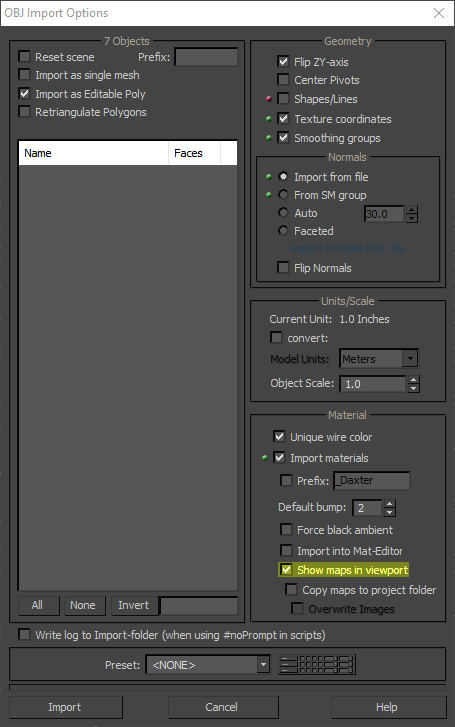 OBJ Import Options
7 Objects
Reset scene
Prefix:
Import as single mesh
Import as Editable Poly
Retriangulate Polygons
Name Faces
All None Invert
Geometry
Flip ZY-axis
Center Pivots
Shapes/Lines
Texture coordinates
Smoothing groups
Normals
Import from file
From SM group
Auto 30.0
Faceted
Import normals from file
Flip Normals
Units/Scale
Current Unit: 1.0 Inches
convert:
Model Units: Meters
Object Scale: 1.0
Material
Unique wire color
Import materials
Prefix: _Daxter
Default bump: 2
Force black ambient
Import into Mat-Editor
Show maps in viewport
Copy maps to project folder
Overwrite Images
Write log to Import-folder (when using #noPrompt in scripts)
Preset: <NONE>
Import Cancel Help